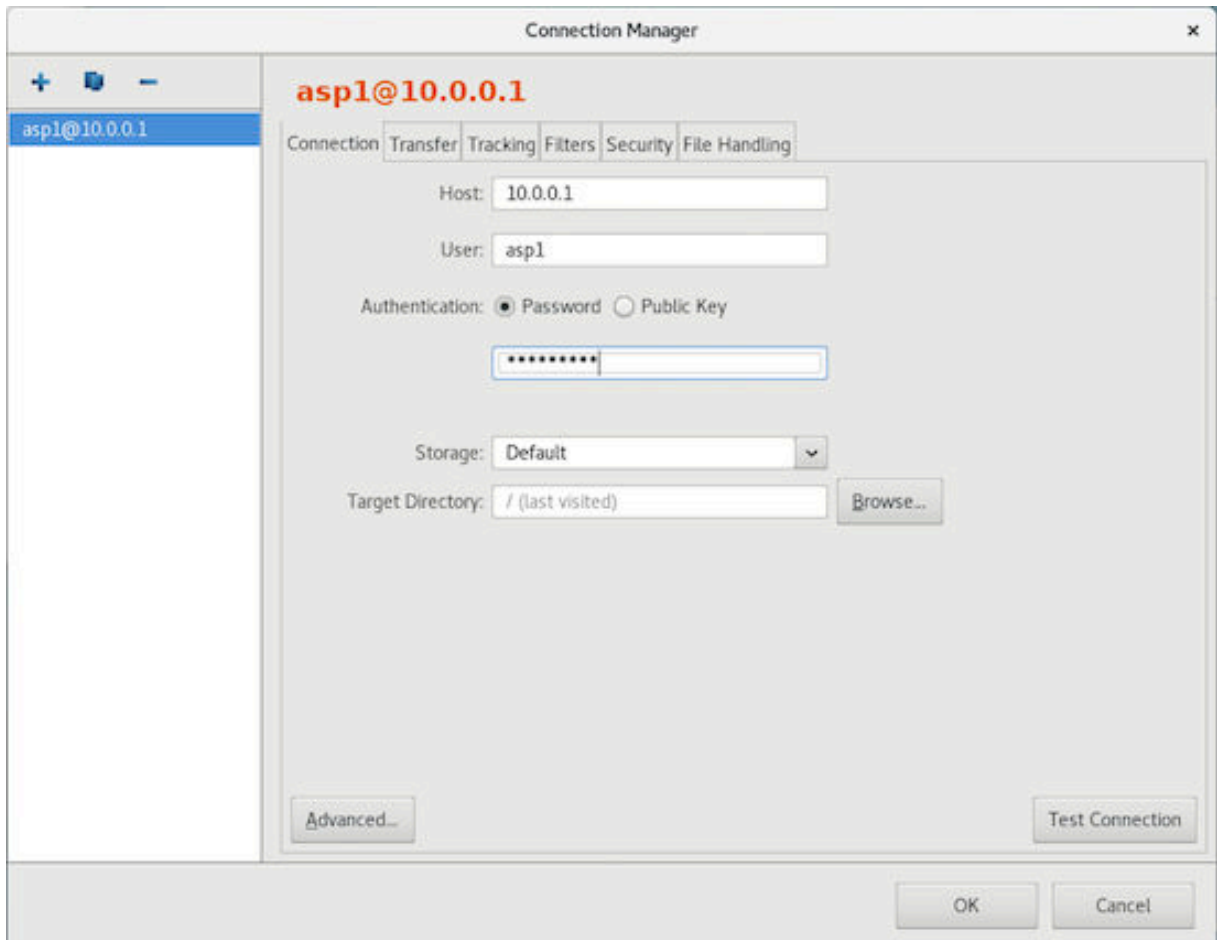 Connection Manager
asp1@10.0.0.1
asp1@10.0.0.1
Connection Transfer Tracking Filters Security File Handling
Host: 10.0.0.1
User: asp1
Authentication: Password Public Key
•••••••••
Storage: Default
Target Directory: / (last visited) Browse...
Advanced... Test Connection
OK Cancel